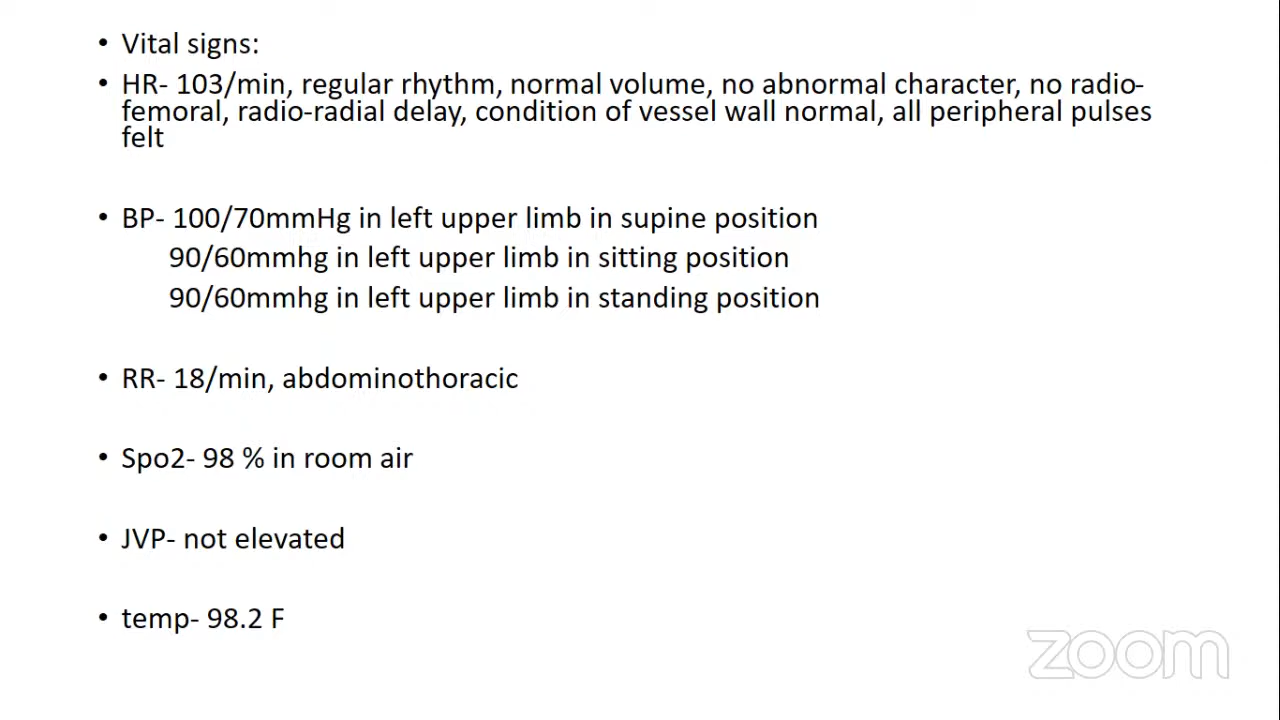 • Vital signs:
• HR- 103/min, regular rhythm, normal volume, no abnormal character, no radio-
femoral, radio-radial delay, condition of vessel wall normal, all peripheral pulses
felt
• BP- 100/70mmHg in left upper limb in supine position
90/60mmhg in left upper limb in sitting position
90/60mmhg in left upper limb in standing position
• RR- 18/min, abdominothoracic
• Spo2- 98 % in room air
• JVP- not elevated
• temp- 98.2 F
zoom